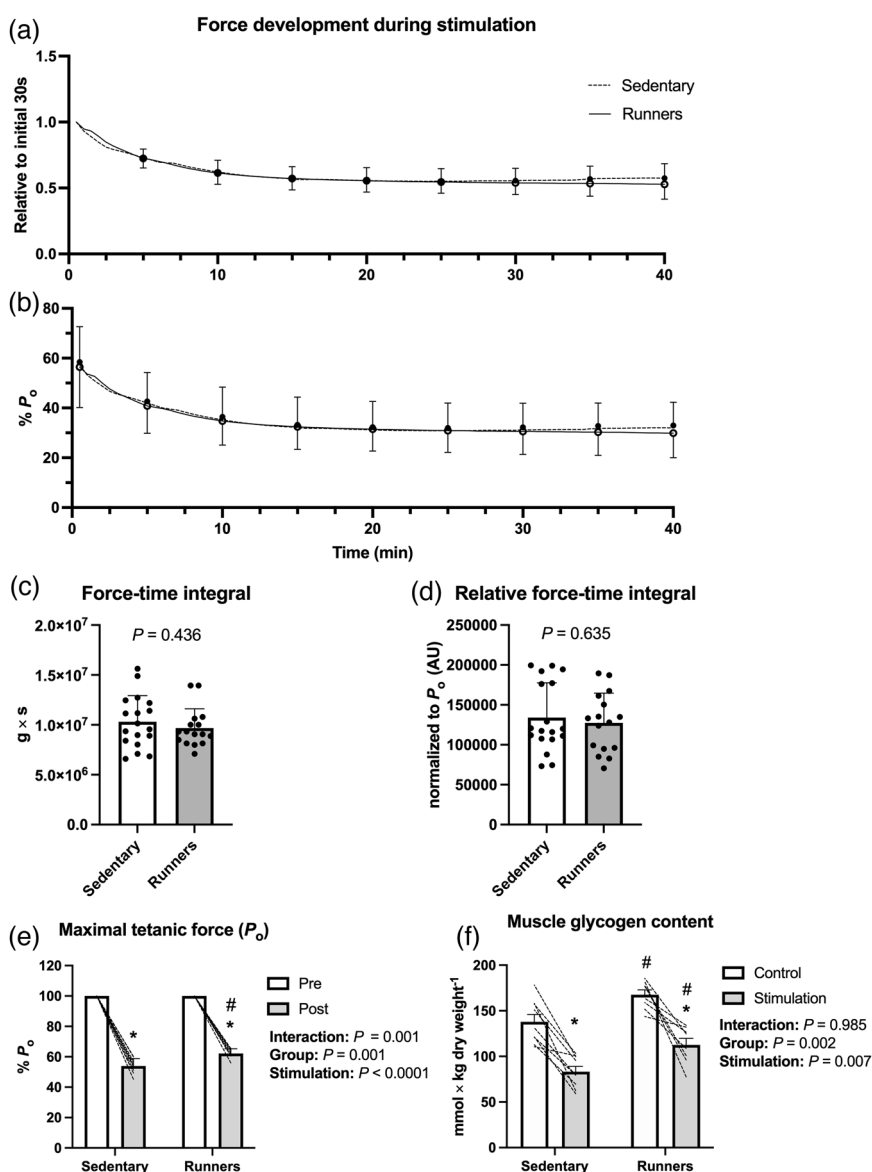 (a)
Force development during stimulation
Relative to initial 30s
1.5
1.0
0.5
0.0
Sedentary
Runners
0 10 20 30 40
(b)
% Po
80
60
40
20
0
0 10 20 30 40
Time (min)
(c)
Force-time integral
g × s
2.0×10⁷
1.5×10⁷
1.0×10⁷
5.0×10⁶
0.0
P = 0.436
Sedentary
Runners
(d)
Relative force-time integral
normalized to Po (AU)
250000
200000
150000
100000
50000
0
P = 0.635
Sedentary
Runners
(e)
Maximal tetanic force (Po)
% Po
120
100
80
60
40
20
0
*
#
*
Sedentary Runners
Pre
Post
Interaction: P = 0.001
Group: P = 0.001
Stimulation: P < 0.0001
(f)
Muscle glycogen content
mmol × kg dry weight⁻¹
200
150
100
50
0
*
#
#
*
Sedentary Runners
Control
Stimulation
Interaction: P = 0.985
Group: P = 0.002
Stimulation: P = 0.007